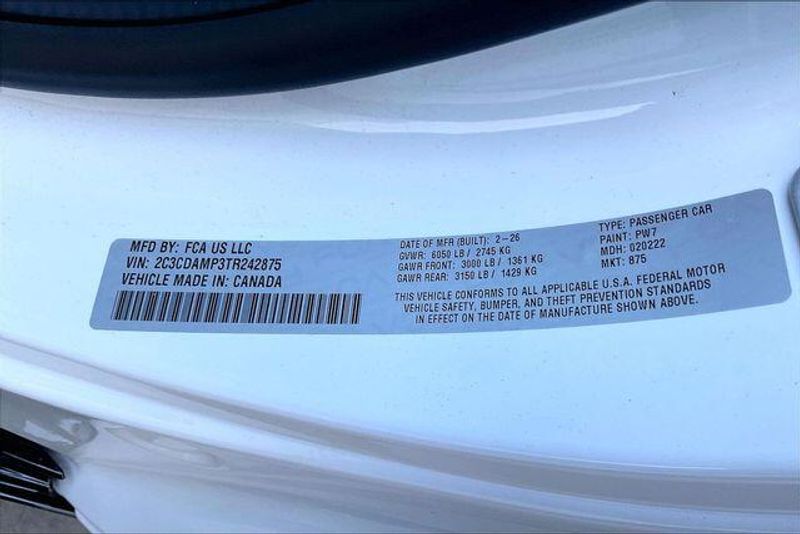 MFD BY: FCA US LLC
VIN: 2C3CDAMP3TR242875
VEHICLE MADE IN: CANADA
DATE OF MFR (BUILT): 2-26
GVWR: 6050 LB / 2745 KG
GAWR FRONT: 3000 LB / 1361 KG
GAWR REAR: 3150 LB / 1429 KG
TYPE: PASSENGER CAR
PAINT: PW7
MDH: 020222
MKT: 875
THIS VEHICLE CONFORMS TO ALL APPLICABLE U.S.A. FEDERAL MOTOR
VEHICLE SAFETY, BUMPER, AND THEFT PREVENTION STANDARDS
IN EFFECT ON THE DATE OF MANUFACTURE SHOWN ABOVE.